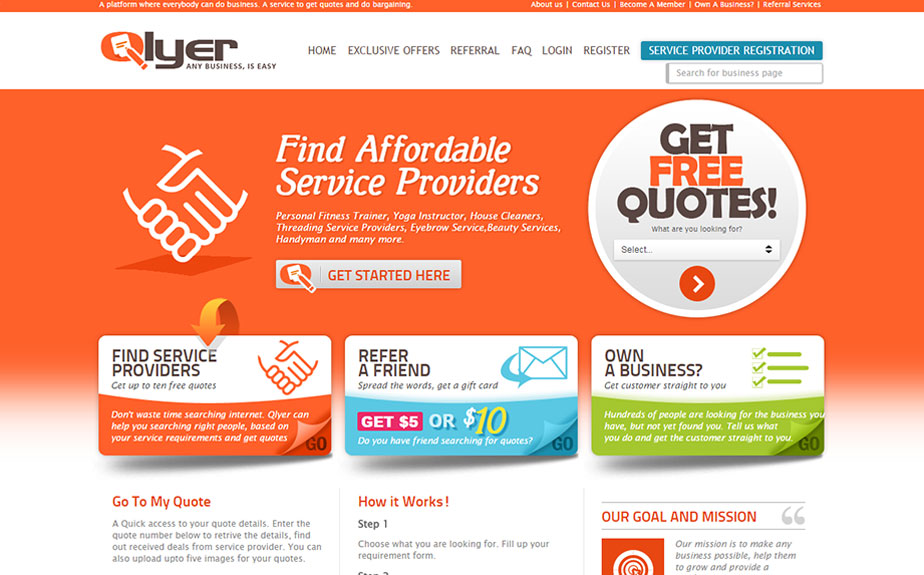 A platform where everybody can do business. A service to get quotes and do bargaining.
About us | Contact Us | Become A Member | Own A Business? | Referral Services
Qlyer
ANY BUSINESS, IS EASY
HOME EXCLUSIVE OFFERS REFERRAL FAQ LOGIN REGISTER
SERVICE PROVIDER REGISTRATION
Search for business page
Find Affordable
Service Providers
Personal Fitness Trainer, Yoga Instructor, House Cleaners,
Threading Service Providers, Eyebrow Service,Beauty Services,
Handyman and many more.
GET STARTED HERE
GET
FREE
QUOTES!
What are you looking for?
Select...
FIND SERVICE
PROVIDERS
Get up to ten free quotes
Don't waste time searching internet. Qlyer can
help you searching right people, based on
your service requirements and get quotes
GO
REFER
A FRIEND
Spread the words, get a gift card
GET $5 OR $10
Do you have friend searching for quotes?
GO
OWN
A BUSINESS?
Get customer straight to you
Hundreds of people are looking for the business you
have, but not yet found you. Tell us what
you do and get the customer straight to you.
GO
Go To My Quote
A Quick access to your quote details. Enter the
quote number below to retrive the details, find
out received deals from service provider. You can
also upload upto five images for your quotes.
How it Works!
Step 1
Choose what you are looking for. Fill up your
requirement form.
OUR GOAL AND MISSION
Our mission is to make any
business possible, help them
to grow and provide a